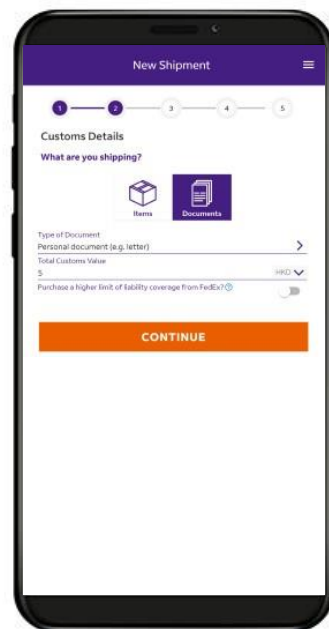 New Shipment
1 2 3 4 5
Customs Details
What are you shipping?
Items Documents
Type of Document
Personal document (e.g. letter)
Total Customs Value
5 HKD
Purchase a higher limit of liability coverage from FedEx? ?
CONTINUE